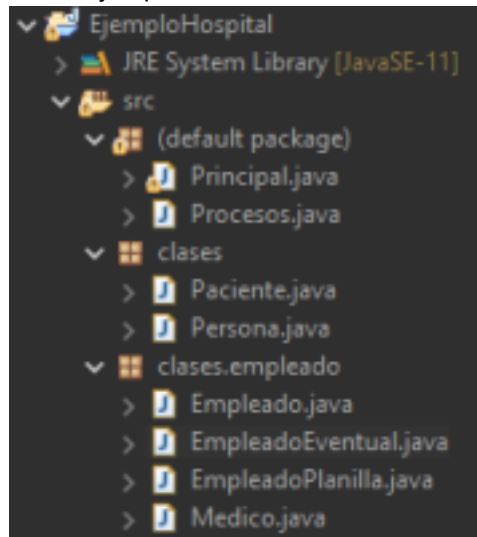 EjemploHospital
JRE System Library [JavaSE-11]
src
(default package)
Principal.java
Procesos.java
clases
Paciente.java
Persona.java
clases.empleado
Empleado.java
EmpleadoEventual.java
EmpleadoPlanilla.java
Medico.java